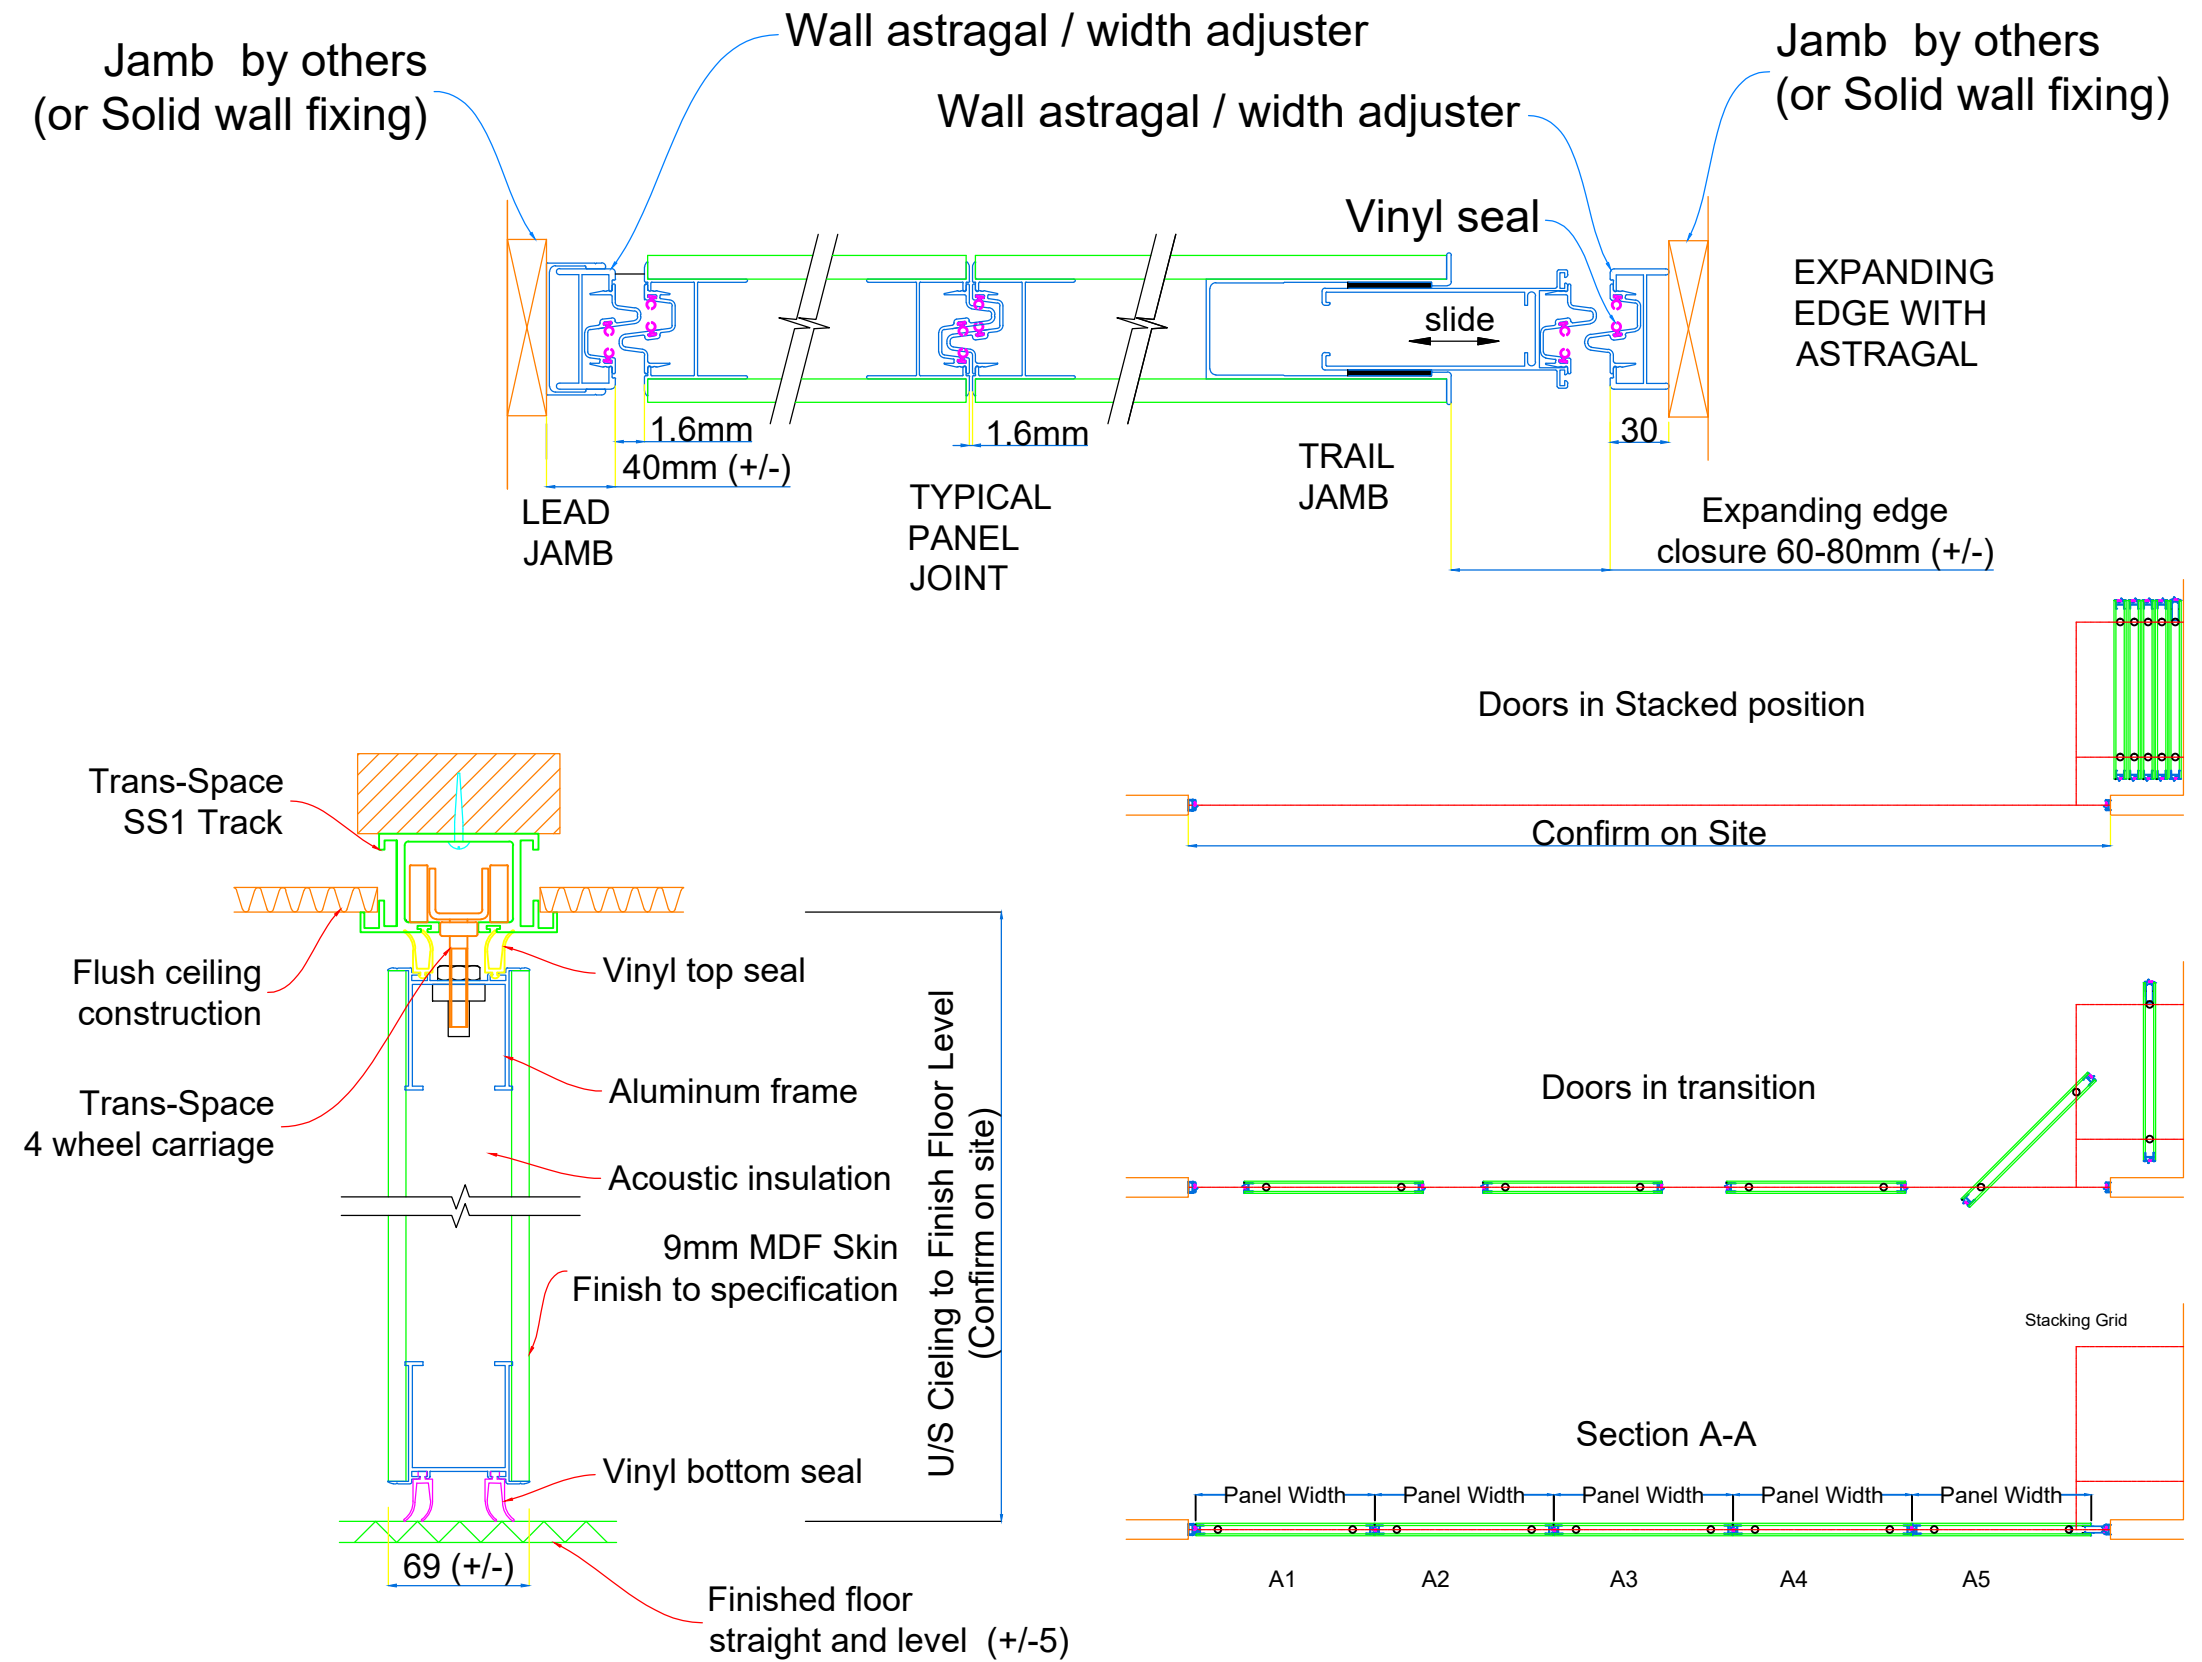 Wall astragal / width adjuster
Jamb  by others
(or Solid wall fixing)
Wall astragal / width adjuster
Jamb  by others
(or Solid wall fixing)
Vinyl seal
EXPANDING
EDGE WITH
ASTRAGAL
slide
1.6mm
40mm (+/-)
1.6mm
30
LEAD
JAMB
TYPICAL
PANEL
JOINT
TRAIL
JAMB
Expanding edge
closure 60-80mm (+/-)
Doors in Stacked position
Confirm on Site
Trans-Space
SS1 Track
Flush ceiling
construction
Vinyl top seal
Trans-Space
4 wheel carriage
Aluminum frame
Acoustic insulation
9mm MDF Skin
Finish to specification
U/S Cieling to Finish Floor Level
(Confirm on site)
Vinyl bottom seal
69 (+/-)
Finished floor
straight and level  (+/-5)
Doors in transition
Stacking Grid
Section A-A
Panel Width
Panel Width
Panel Width
Panel Width
Panel Width
A1
A2
A3
A4
A5